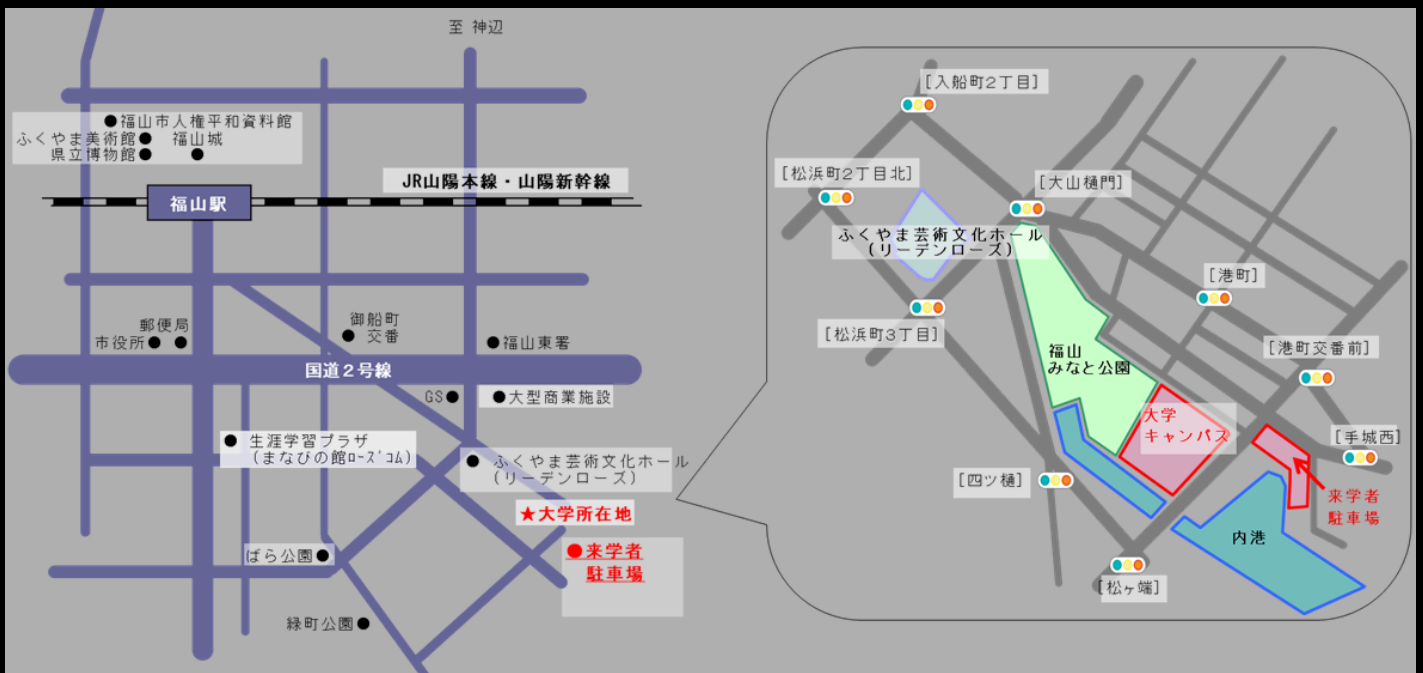 至 神辺
●福山市人権平和資料館
ふくやま美術館● 福山城
県立博物館● ●
JR山陽本線・山陽新幹線
福山駅
郵便局
市役所● ●
御船町
● 交番
●福山東署
国道2号線
GS●
●大型商業施設
● 生涯学習プラザ
(まなびの館ﾛｰｽﾞｺﾑ)
● ふくやま芸術文化ホール
(リーデンローズ)
★大学所在地
●来学者
駐車場
ばら公園●
緑町公園●
[入船町2丁目]
[松浜町2丁目北]
[大山樋門]
ふくやま芸術文化ホール
(リーデンローズ)
[港町]
[松浜町3丁目]
[港町交番前]
福山
みなと公園
大学
キャンパス
[手城西]
[四ツ樋]
来学者
駐車場
内港
[松ヶ端]